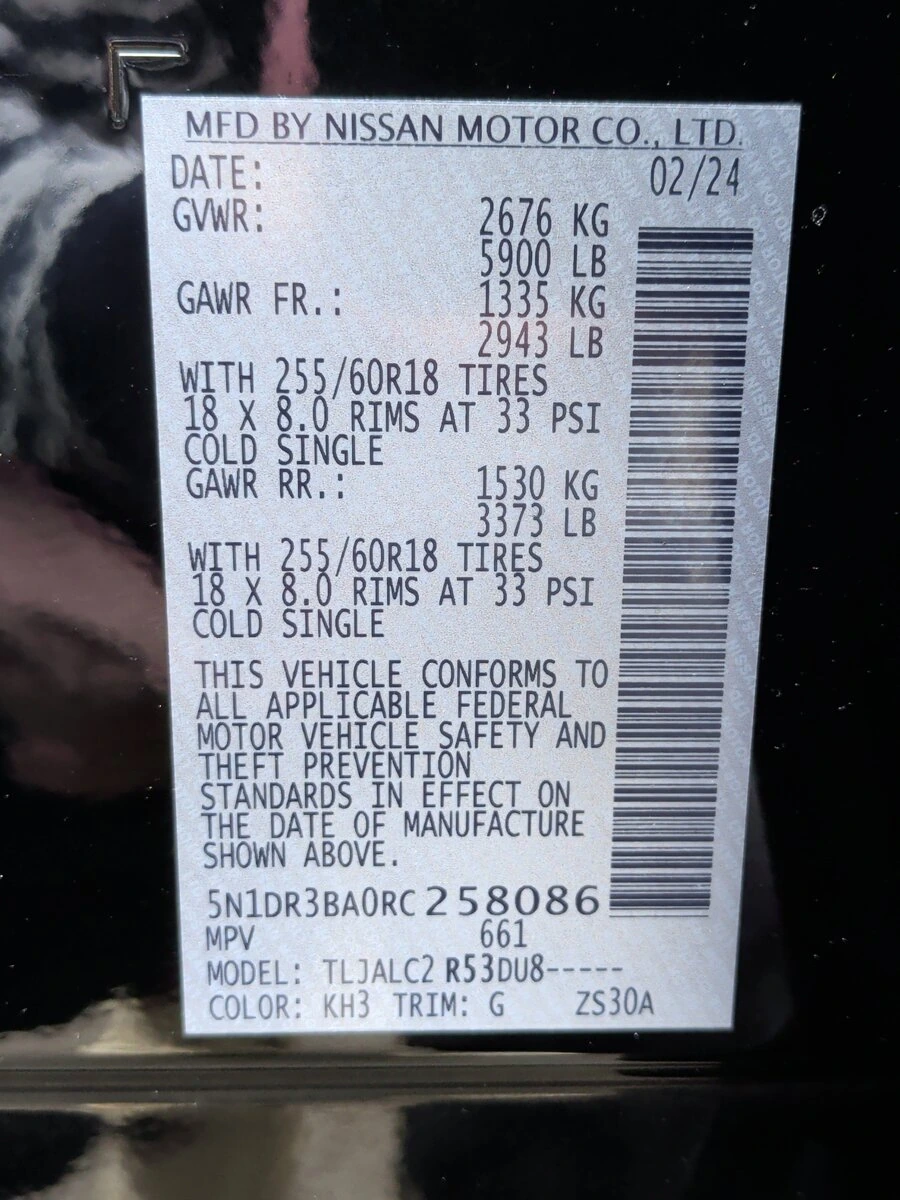 MFD BY NISSAN MOTOR CO., LTD.
DATE: 02/24
GVWR: 2676 KG
5900 LB
GAWR FR.: 1335 KG
2943 LB
WITH 255/60R18 TIRES
18 X 8.0 RIMS AT 33 PSI
COLD SINGLE
GAWR RR.: 1530 KG
3373 LB
WITH 255/60R18 TIRES
18 X 8.0 RIMS AT 33 PSI
COLD SINGLE
THIS VEHICLE CONFORMS TO
ALL APPLICABLE FEDERAL
MOTOR VEHICLE SAFETY AND
THEFT PREVENTION
STANDARDS IN EFFECT ON
THE DATE OF MANUFACTURE
SHOWN ABOVE.
5N1DR3BA0RC258086
MPV 661
MODEL: TLJALC2 R53DU8-----
COLOR: KH3 TRIM: G ZS30A